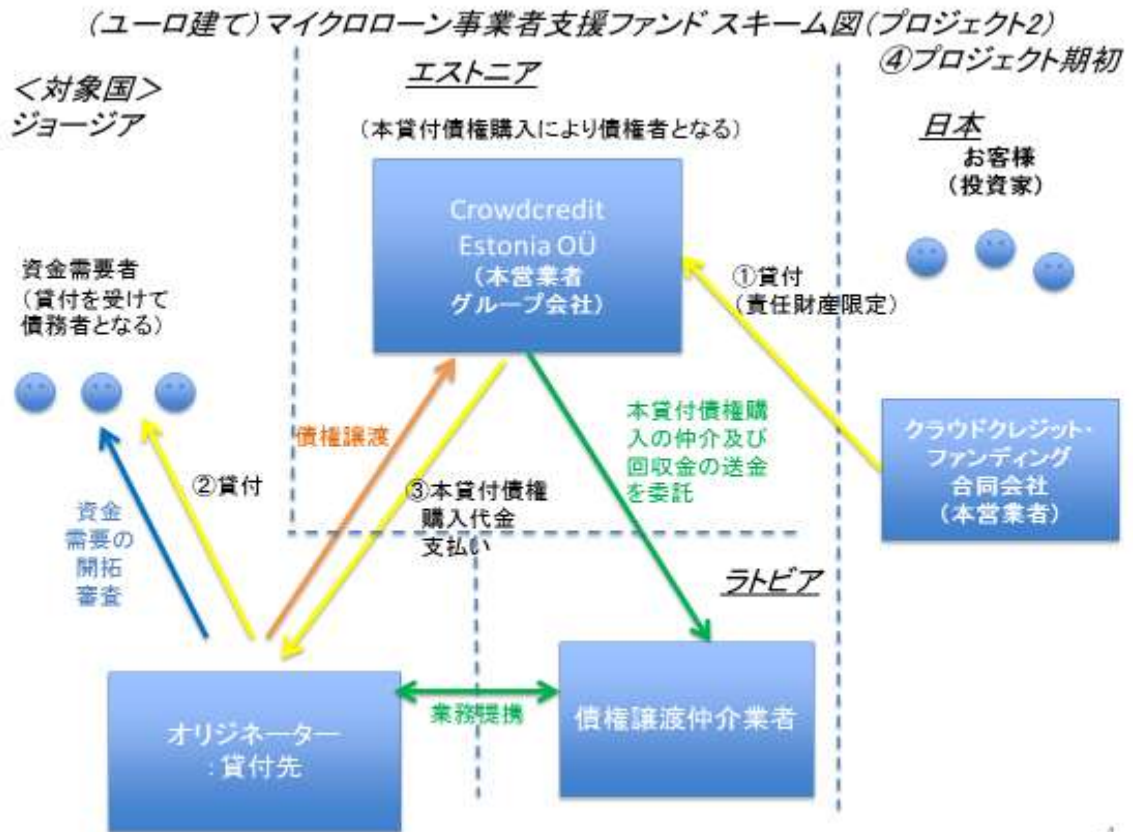 (ユーロ建て)マイクロローン事業者支援ファンド スキーム図(プロジェクト2)
④プロジェクト期初
<対象国>
ジョージア
エストニア
(本貸付債権購入により債権者となる)
日本
お客様
(投資家)
Crowdcredit
Estonia OÜ
(本営業者
グループ会社)
資金需要者
(貸付を受けて
債務者となる)
①貸付
(責任財産限定)
債権譲渡
②貸付
③本貸付債権
購入代金
支払い
本貸付債権購
入の仲介及び
回収金の送金
を委託
クラウドクレジット・
ファンディング
合同会社
(本営業者)
資金
需要の
開拓
審査
ラトビア
オリジネーター
:貸付先
業務提携
債権譲渡仲介業者